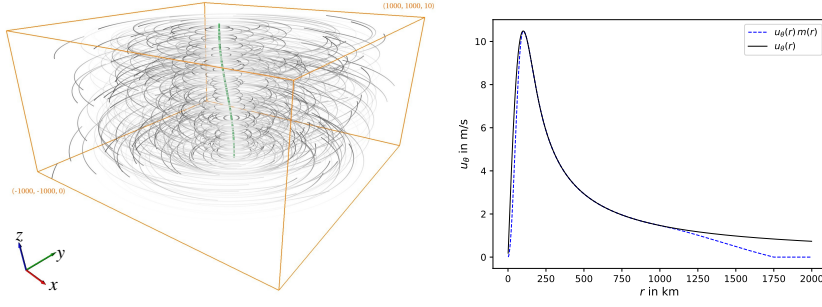 (1000, 1000, 10)
(-1000, -1000, 0)
z
y
x
u_θ(r) m(r)
u_θ(r)
u_θ in m/s
10
8
6
4
2
0
0 250 500 750 1000 1250 1500 1750 2000
r in km